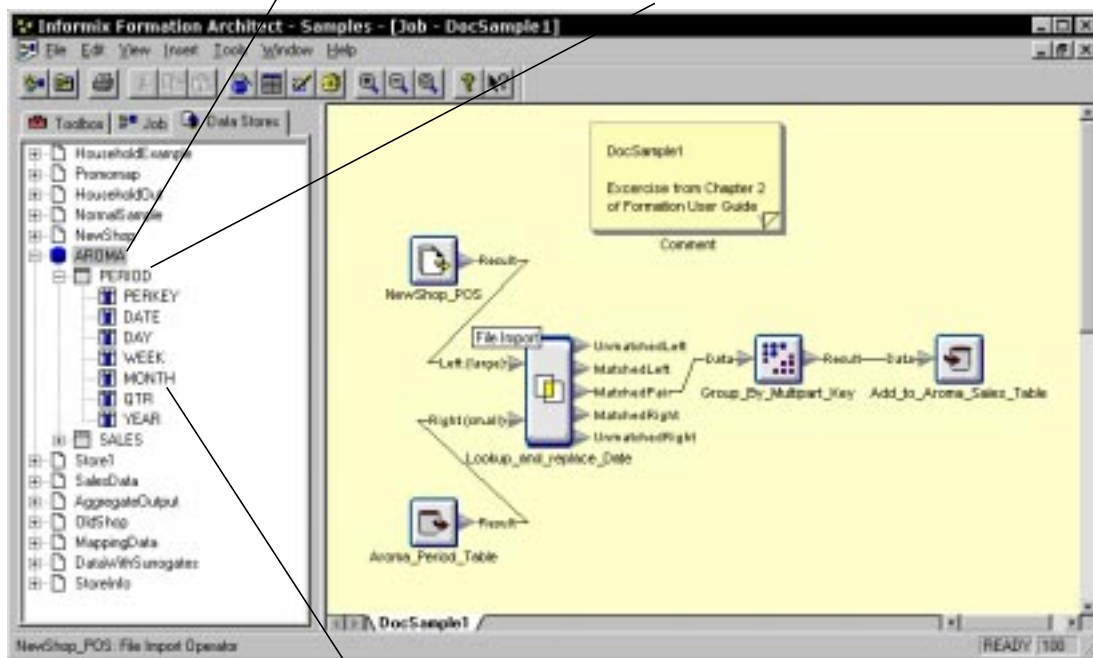 Informix Formation Architect - Samples - [Job - DocSample1]
File Edit View Insert Tools Window Help
Toolbox Job Data Stores
HouseholdExample
Promomap
HouseholdOut
NormalSample
NewShop
AROMA
PERIOD
PERKEY
DATE
DAY
WEEK
MONTH
QTR
YEAR
SALES
Store1
SalesData
AggregateOutput
OldShop
MappingData
DataWithSurrogates
StoreInfo
DocSample1
Excercise from Chapter 2
of Formation User Guide
Comment
Result
NewShop_POS
File Import
Left (large)
Right (small)
UnmatchedLeft
MatchedLeft
MatchedPair
MatchedRight
UnmatchedRight
Lookup_and_replace_Date
Data
Result
Group_By_Multipart_Key
Data
Add_to_Aroma_Sales_Table
Result
Aroma_Period_Table
DocSample1
NewShop_POS: File Import Operator
READY 100